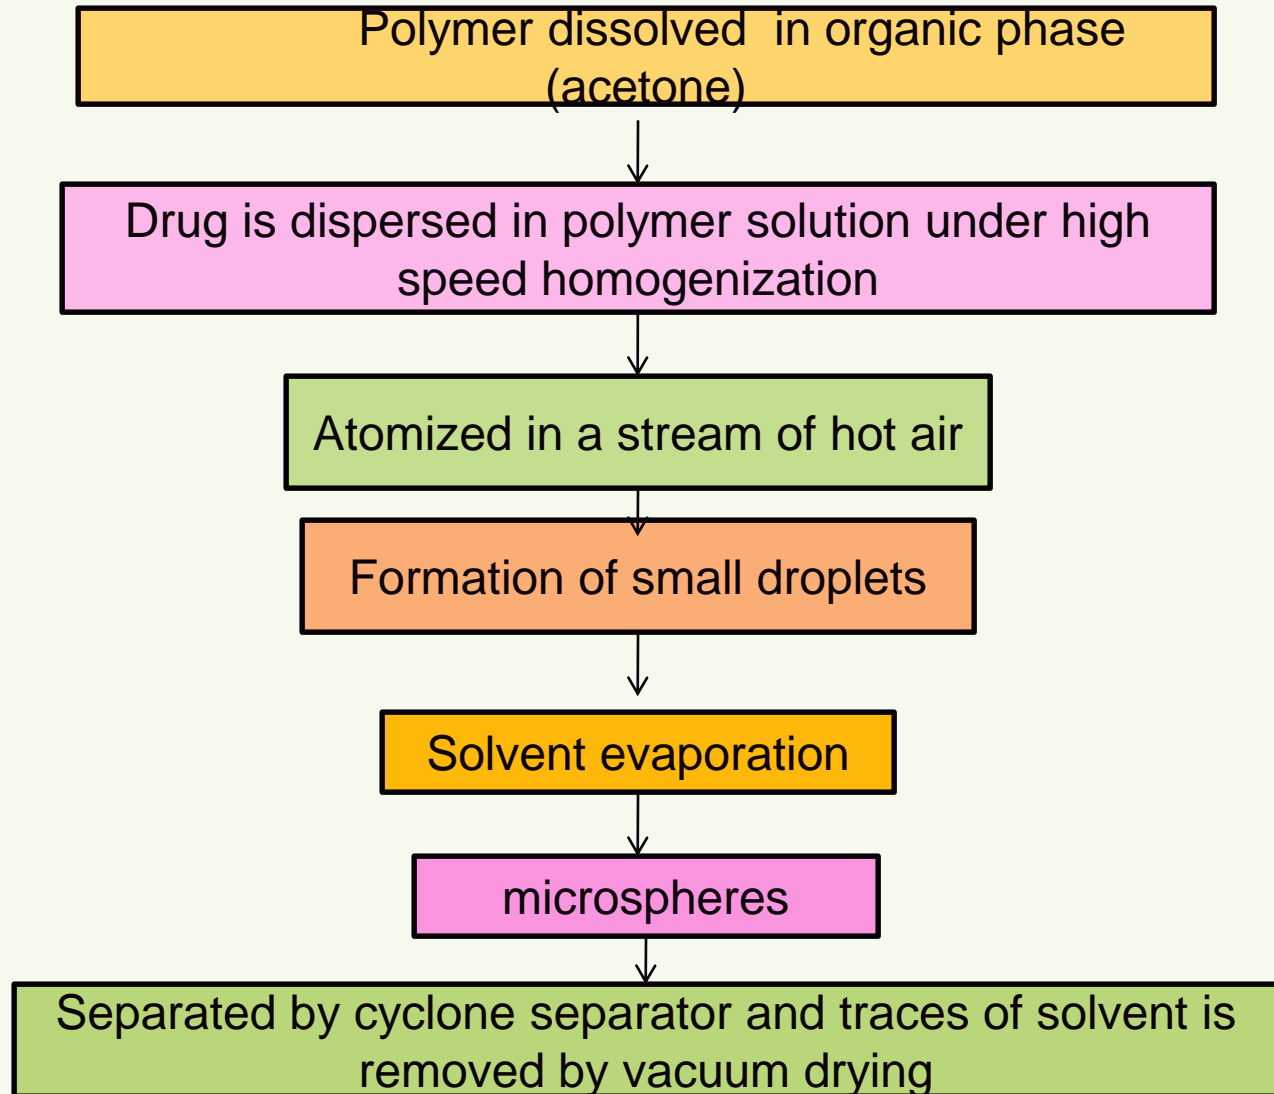 Polymer dissolved in organic phase
(acetone)
Drug is dispersed in polymer solution under high
speed homogenization
Atomized in a stream of hot air
Formation of small droplets
Solvent evaporation
microspheres
Separated by cyclone separator and traces of solvent is
removed by vacuum drying